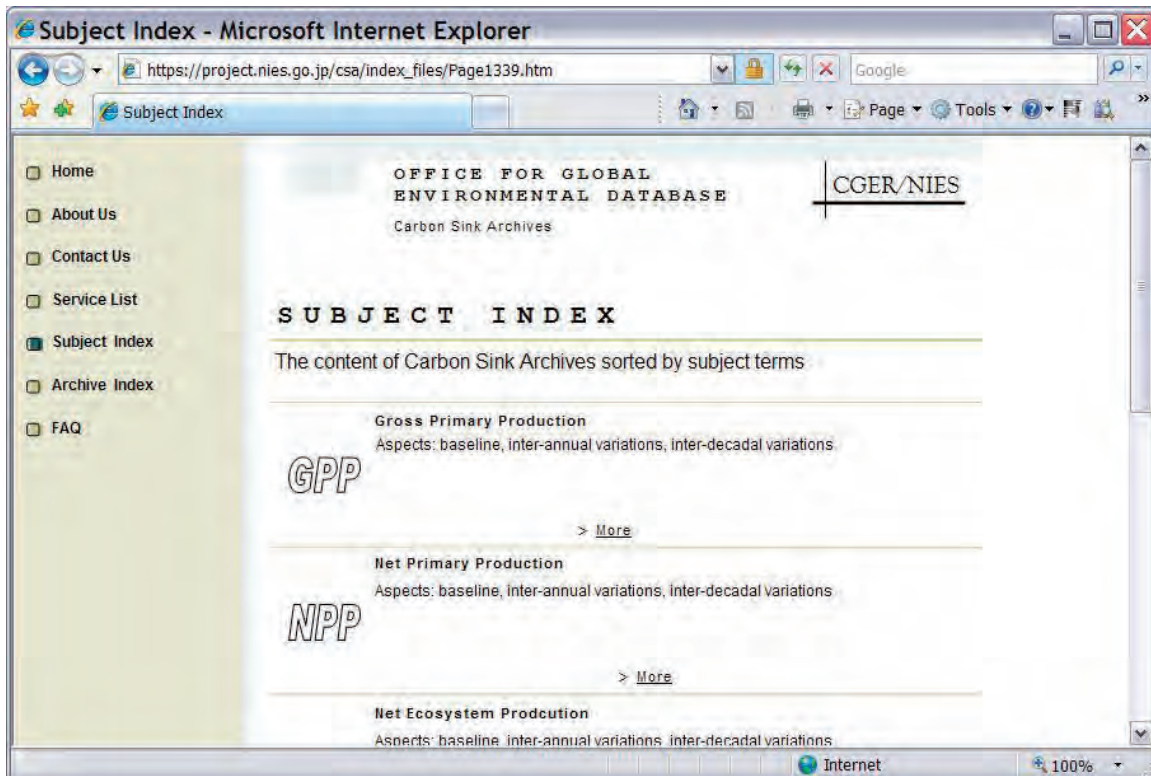 Subject Index - Microsoft Internet Explorer
https://project.nies.go.jp/csa/index_files/Page1339.htm
Google
Subject Index
Page
Tools
»
Home
About Us
Contact Us
Service List
Subject Index
Archive Index
FAQ
OFFICE FOR GLOBAL
ENVIRONMENTAL DATABASE
Carbon Sink Archives
CGER/NIES
SUBJECT INDEX
The content of Carbon Sink Archives sorted by subject terms
GPP
Gross Primary Production
Aspects: baseline, inter-annual variations, inter-decadal variations
> More
NPP
Net Primary Production
Aspects: baseline, inter-annual variations, inter-decadal variations
> More
Net Ecosystem Prodcution
Aspects: baseline, inter-annual variations, inter-decadal variations
Internet
100%